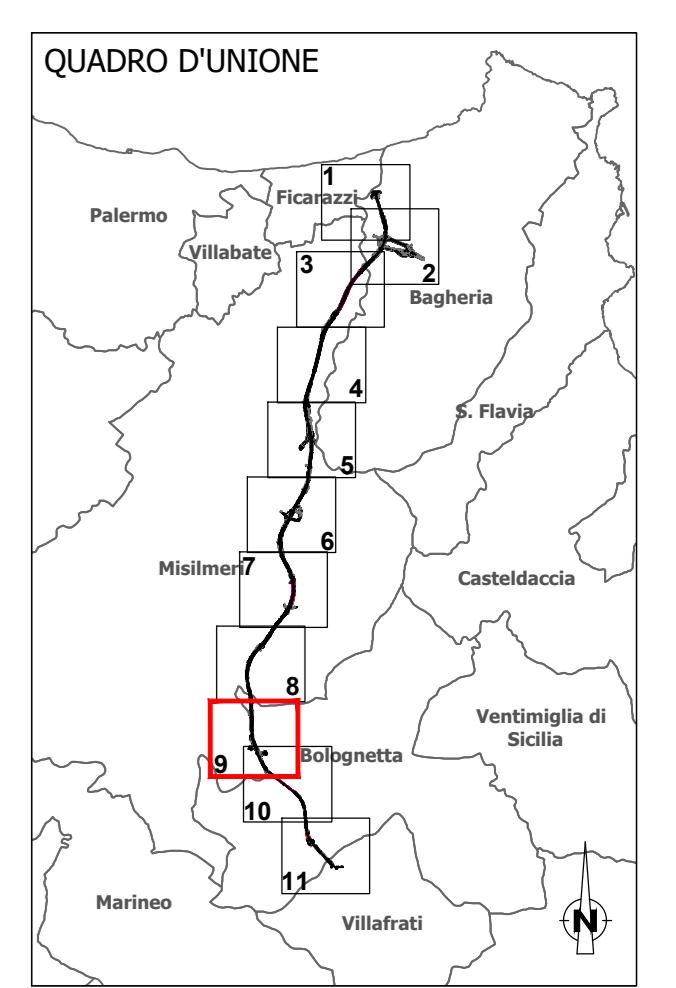 QUADRO D'UNIONE
1
Ficarazzi
Palermo
Villabate
3
2
Bagheria
4
S. Flavia
5
6
Misilmeri
7
Casteldaccia
8
Ventimiglia di
Sicilia
Bolognetta
9
10
11
Marineo
Villafrati
N